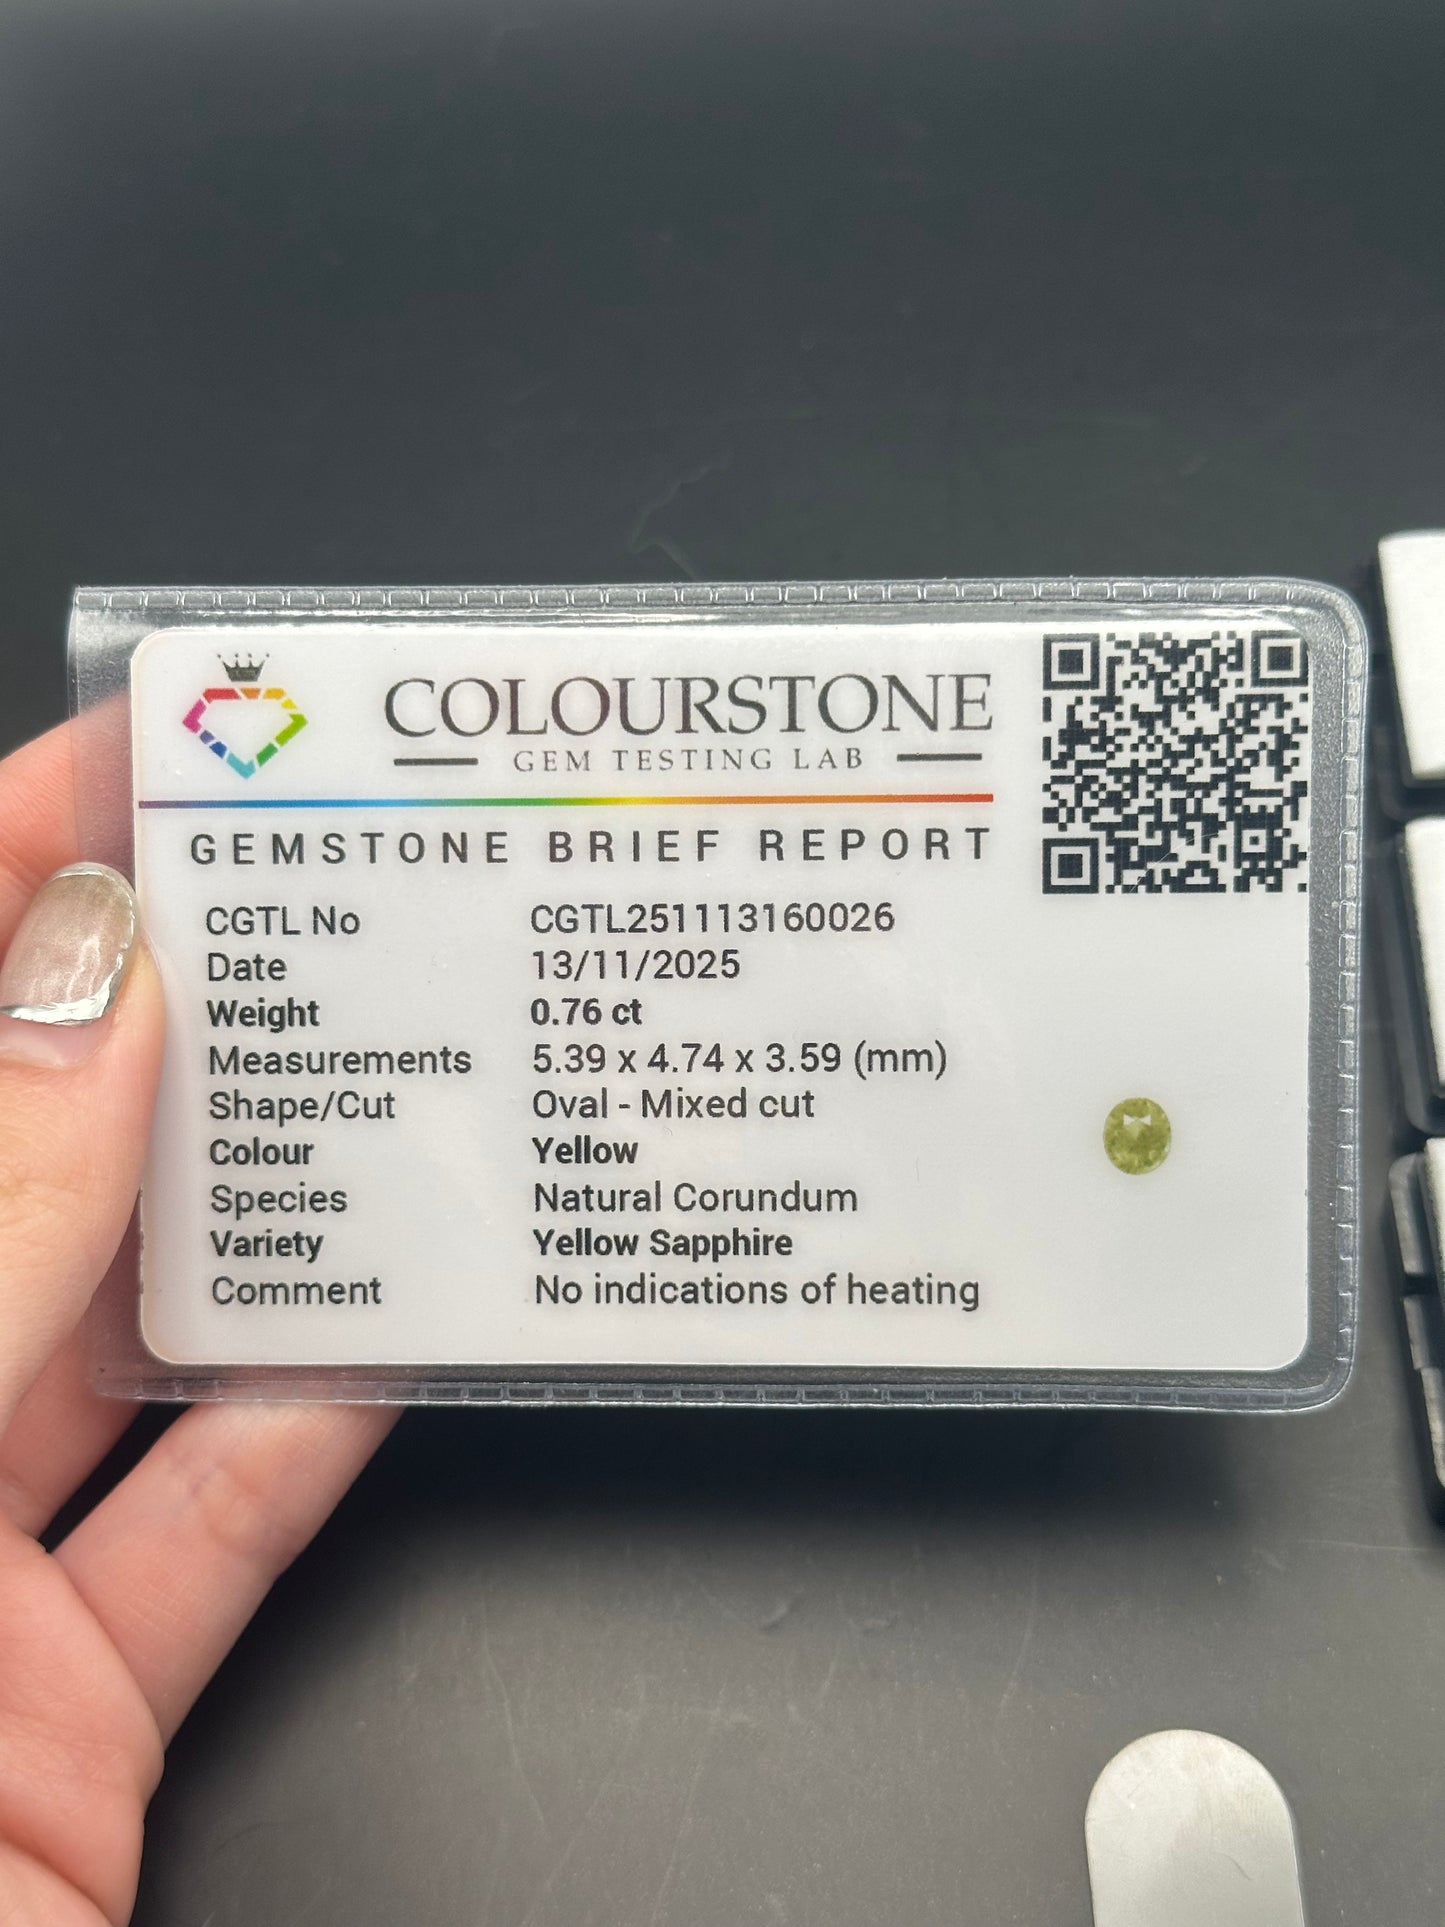 COLOURSTONE
GEM TESTING LAB
GEMSTONE BRIEF REPORT
CGTL No CGTL251113160026
Date 13/11/2025
Weight 0.76 ct
Measurements 5.39 x 4.74 x 3.59 (mm)
Shape/Cut Oval - Mixed cut
Colour Yellow
Species Natural Corundum
Variety Yellow Sapphire
Comment No indications of heating